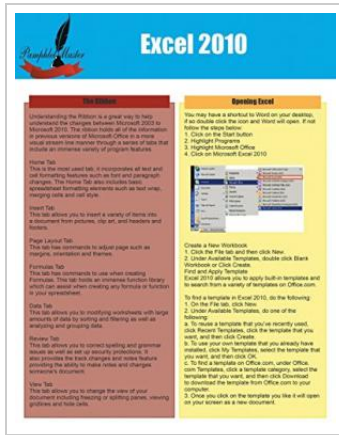 Pamphlet Master
Excel 2010
The Ribbon
Understanding the Ribbon is a great way to help
understand the changes between Microsoft 2003 to
Microsoft 2010. The ribbon holds all of the information
in previous versions of Microsoft Office in a more
visual stream line manner through a series of tabs that
include an immense variety of program features.
Home Tab
This is the most used tab; it incorporates all text and
cell formatting features such as font and paragraph
changes. The Home Tab also includes basic
spreadsheet formatting elements such as text wrap,
merging cells and cell style.
Insert Tab
This tab allows you to insert a variety of items into
a document from pictures, clip art, and headers and
footers.
Page Layout Tab
This tab has commands to adjust page such as
margins, orientation and themes.
Formulas Tab
This tab has commands to use when creating
Formulas. This tab holds an immense function library
which can assist when creating any formula or function
in your spreadsheet.
Data Tab
This tab allows you to modifying worksheets with large
amounts of data by sorting and filtering as well as
analyzing and grouping data.
Review Tab
This tab allows you to correct spelling and grammar
issues as well as set up security protections. It
also provides the track changes and notes feature
providing the ability to make notes and changes
someone's document.
View Tab
This tab allows you to change the view of your
document including freezing or splitting panes, viewing
gridlines and hide cells.
Opening Excel
You may have a shortcut to Word on your desktop,
if so double click the icon and Word will open. If not
follow the steps below:
1. Click on the Start button
2. Highlight Programs
3. Highlight Microsoft Office
4. Click on Microsoft Excel 2010
Create a New Workbook
1. Click the File tab and then click New.
2. Under Available Templates, double click Blank
Workbook or Click Create.
Find and Apply Template
Excel 2010 allows you to apply built-in templates and
to search from a variety of templates on Office.com.
To find a template in Excel 2010, do the following:
1. On the File tab, click New.
2. Under Available Templates, do one of the
following:
a. To reuse a template that you've recently used,
click Recent Templates, click the template that you
want, and then click Create.
b. To use your own template that you already have
installed, click My Templates, select the template that
you want, and then click OK.
c. To find a template on Office.com, under Office.
com Templates, click a template category, select the
template that you want, and then click Download
to download the template from Office.com to your
computer.
3. Once you click on the template you like it will open
on your screen as a new document.